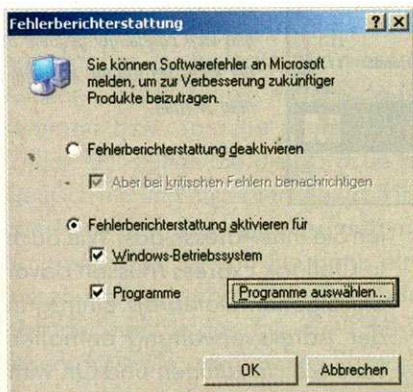 Fehlerberichterstattung
Sie können Softwarefehler an Microsoft
melden, um zur Verbesserung zukünftiger
Produkte beizutragen.
Fehlerberichterstattung deaktivieren
Aber bei kritischen Fehlern benachrichtigen
Fehlerberichterstattung aktivieren für
Windows-Betriebssystem
Programme
Programme auswählen...
OK
Abbrechen